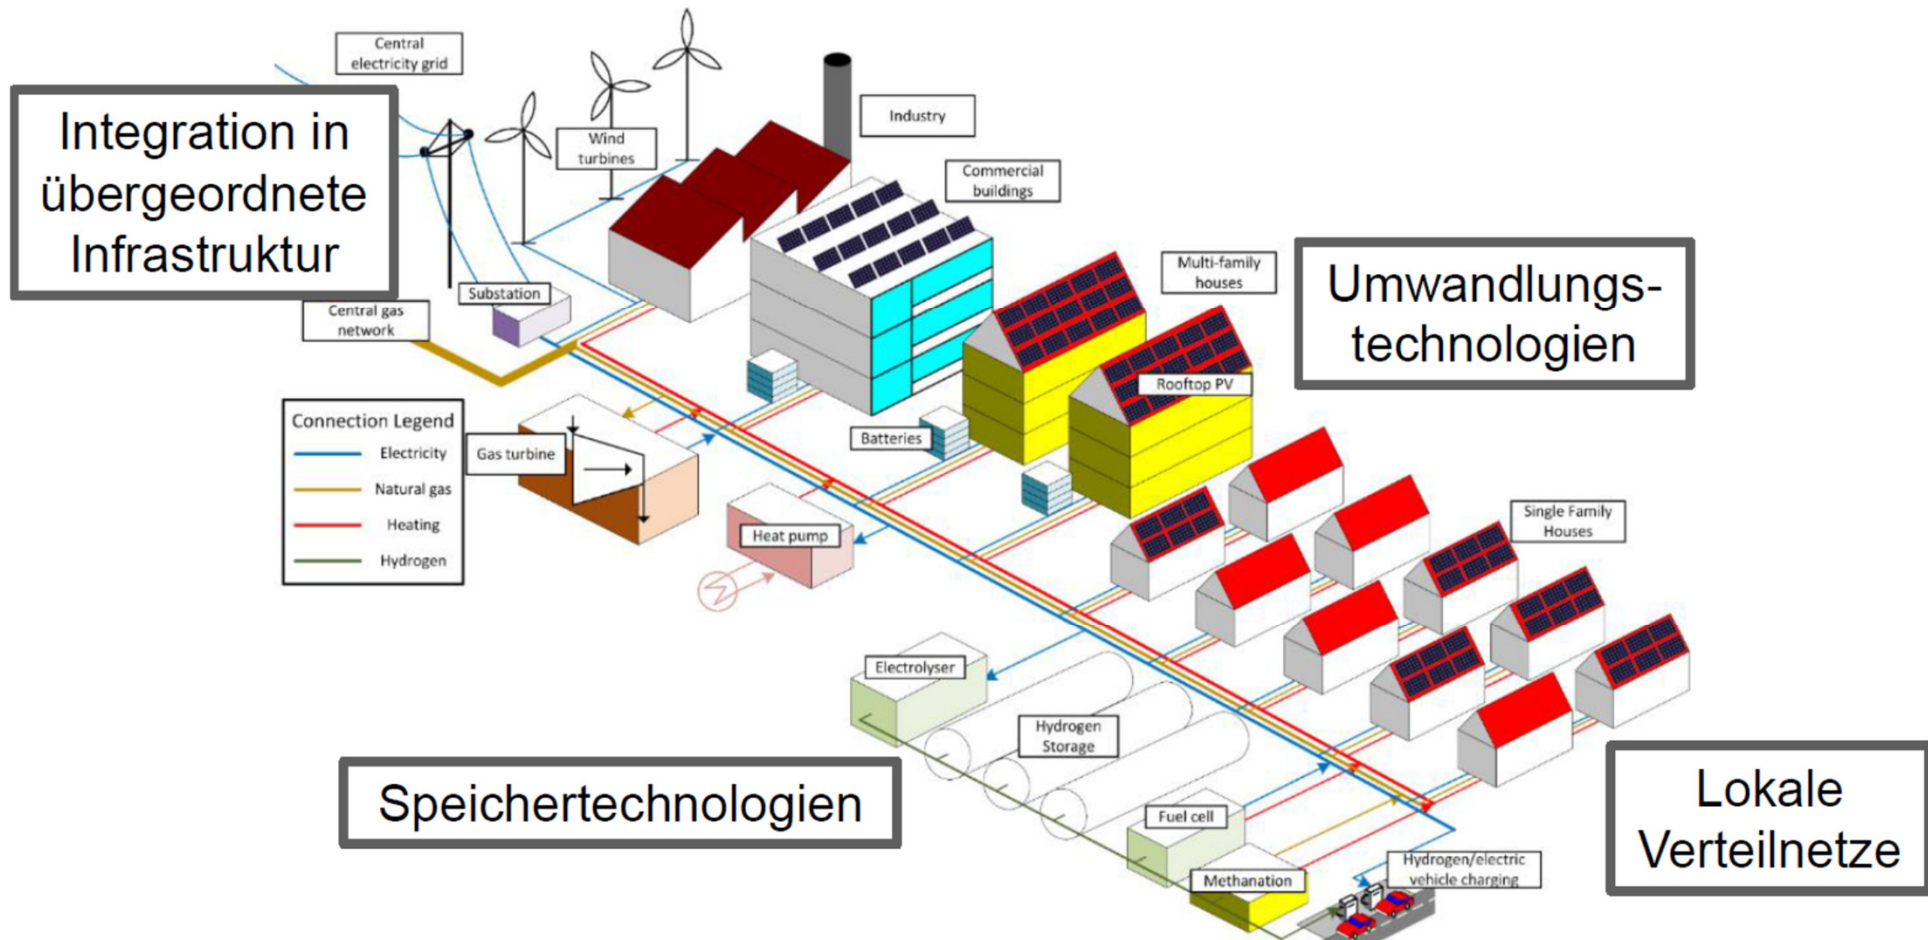 Central
electricity grid
Integration in
übergeordnete
Infrastruktur
Wind
turbines
Industry
Commercial
buildings
Multi-family
houses
Umwandlungs-
technologien
Substation
Central gas
network
Rooftop PV
Connection Legend
Electricity
Natural gas
Heating
Hydrogen
Gas turbine
Batteries
Heat pump
Single Family
Houses
Electrolyser
Hydrogen
Storage
Speichertechnologien
Fuel cell
Lokale
Verteilnetze
Methanation
Hydrogen/electric
vehicle charging